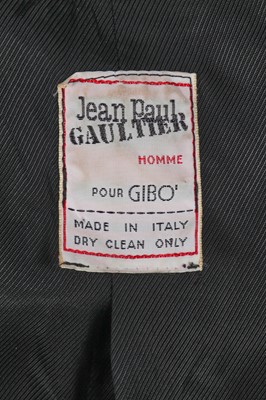 Jean Paul
GAULTIER
HOMME
POUR GIBO'
MADE IN ITALY
DRY CLEAN ONLY